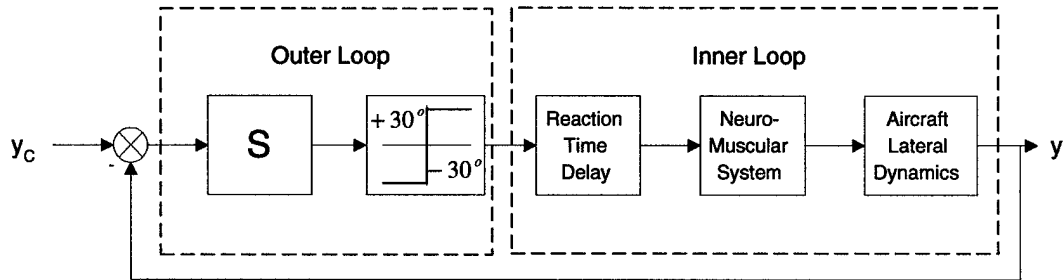 Outer Loop
Inner Loop
y_C
-
S
+30°
-30°
Reaction
Time
Delay
Neuro-
Muscular
System
Aircraft
Lateral
Dynamics
y